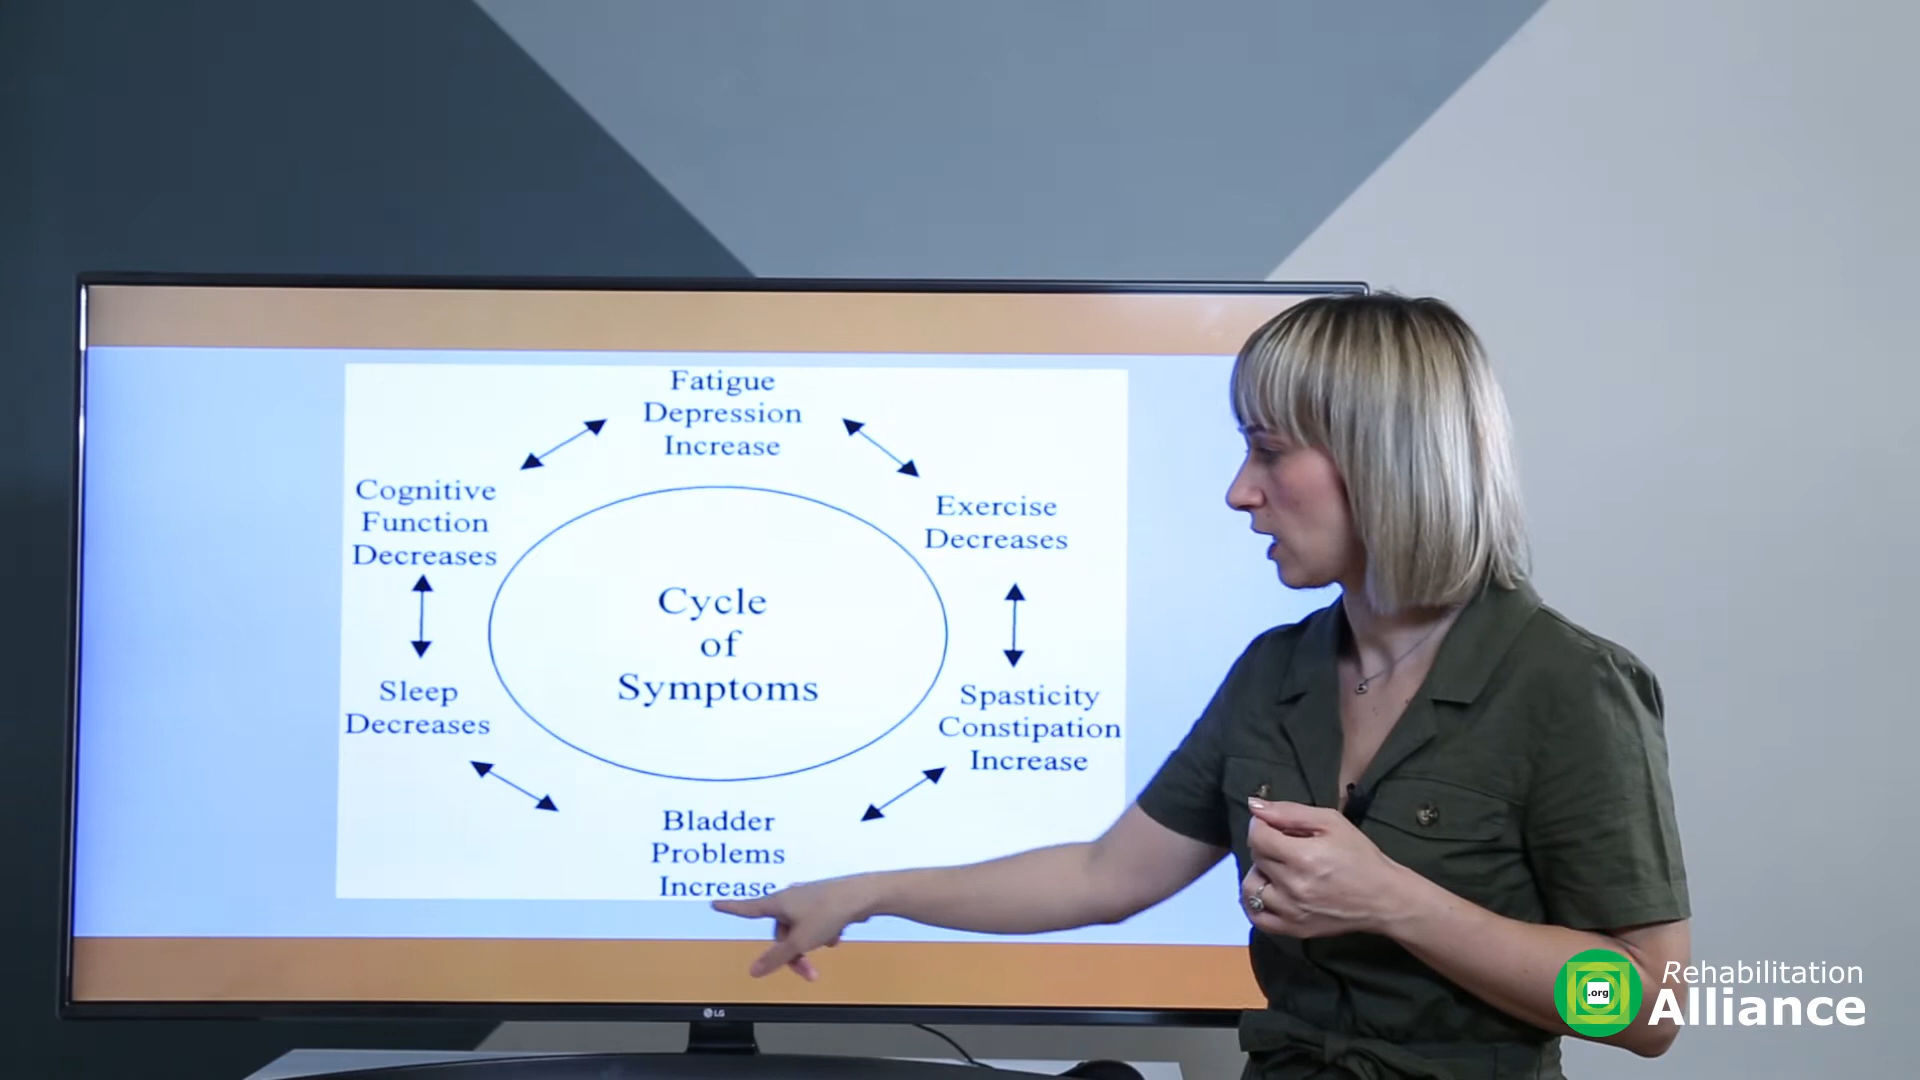 Fatigue
Depression
Increase
Cognitive
Function
Decreases
Exercise
Decreases
Cycle
of
Symptoms
Sleep
Decreases
Spasticity
Constipation
Increase
Bladder
Problems
Increase
LG
.org
Rehabilitation
Alliance